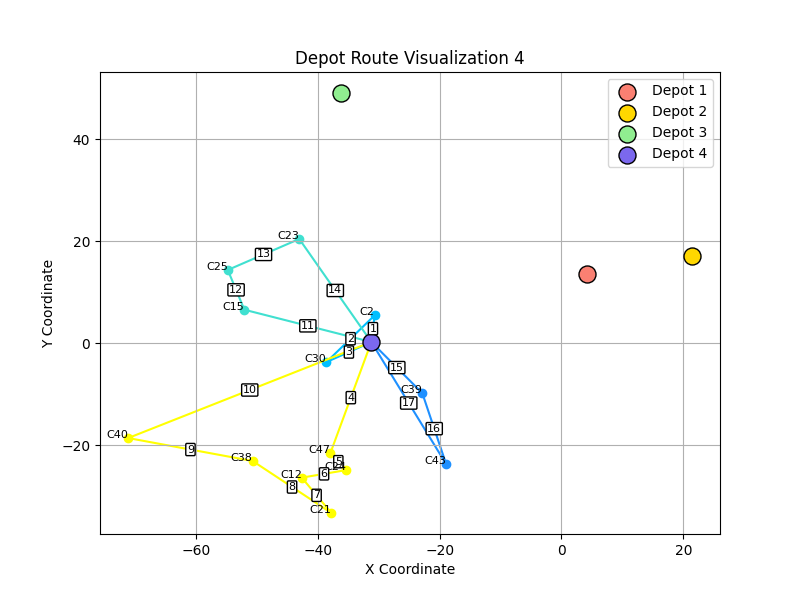 Depot Route Visualization 4
Depot 1
Depot 2
Depot 3
Depot 4
Y Coordinate
40
20
0
−20
C23
13
C25
12
14
C15
C2
11
1
2
3
C30
15
10
C39
4
17
16
C40
9
C47
C38
5
C24
C43
6
C12
8
7
C21
−60
−40
−20
0
20
X Coordinate